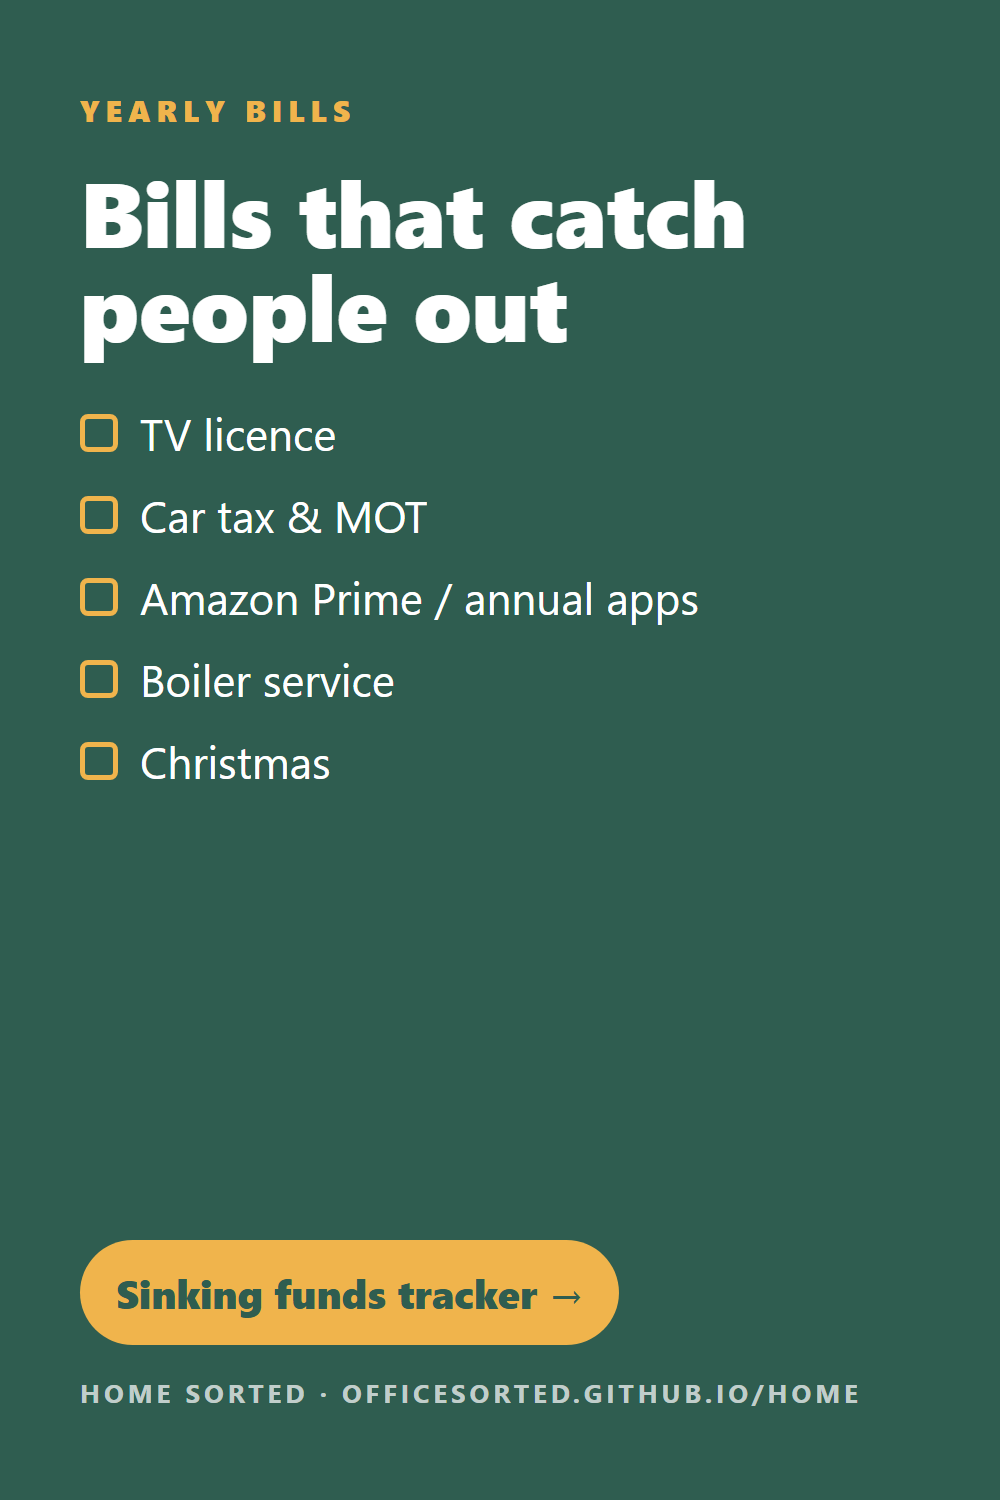 YEARLY BILLS
Bills that catch
people out
TV licence
Car tax & MOT
Amazon Prime / annual apps
Boiler service
Christmas
Sinking funds tracker →
HOME SORTED · OFFICESORTED.GITHUB.IO/HOME